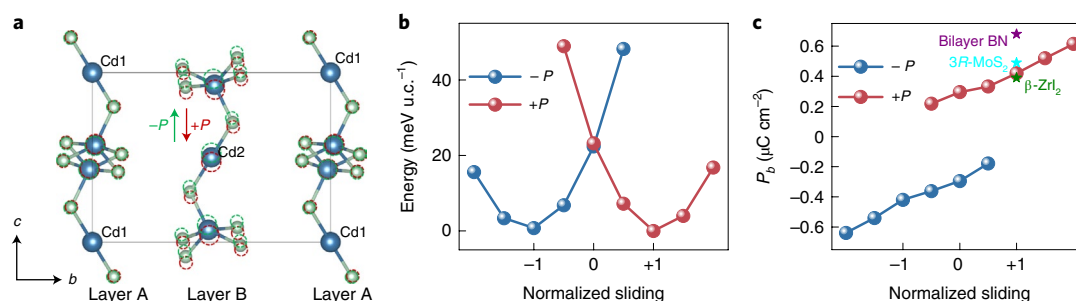 a
Cd1
Cd1
−P
+P
Cd2
Cd1
Cd1
c
b
Layer A
Layer B
Layer A
b
Energy (meV u.c.⁻¹)
40
20
0
− P
+P
−1
0
+1
Normalized sliding
c
P_b (μC cm⁻²)
0.6
0.4
0.2
0
−0.2
−0.4
−0.6
− P
+P
Bilayer BN
3R-MoS₂
β-ZrI₂
−1
0
+1
Normalized sliding